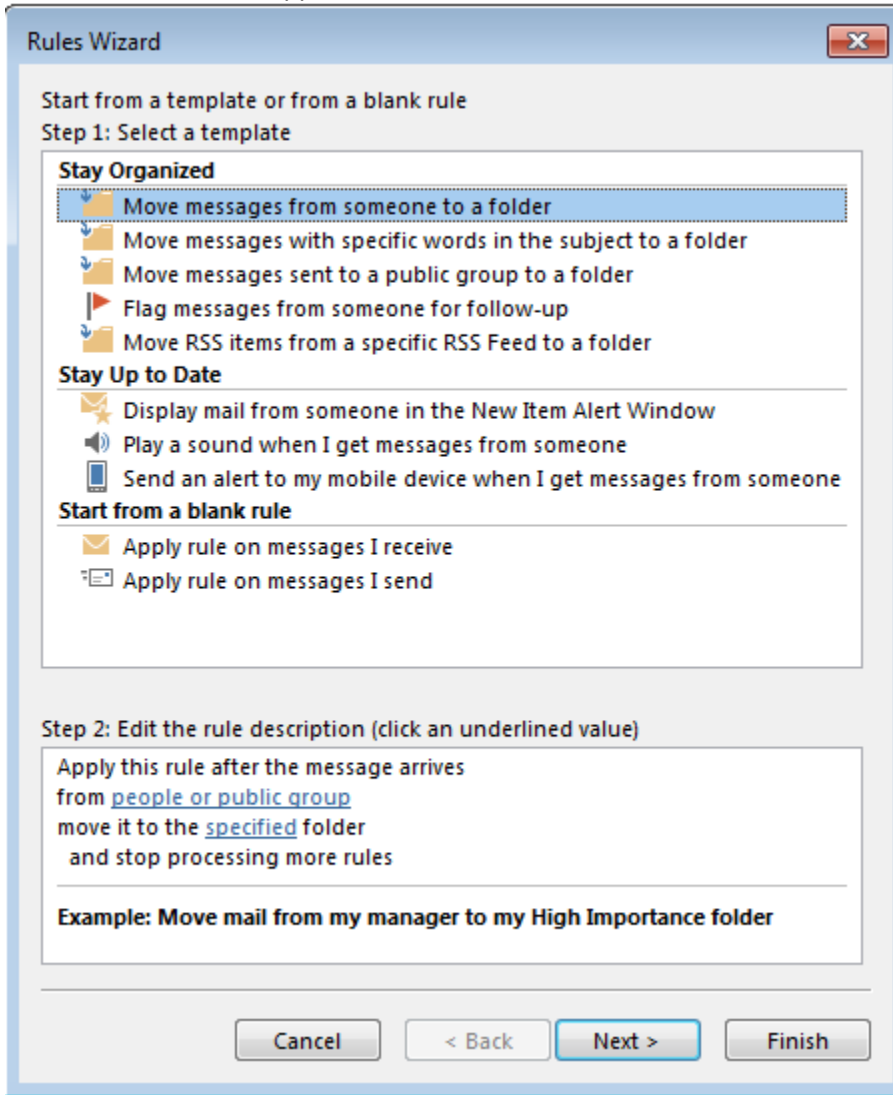 Rules Wizard
Start from a template or from a blank rule
Step 1: Select a template
Stay Organized
Move messages from someone to a folder
Move messages with specific words in the subject to a folder
Move messages sent to a public group to a folder
Flag messages from someone for follow-up
Move RSS items from a specific RSS Feed to a folder
Stay Up to Date
Display mail from someone in the New Item Alert Window
Play a sound when I get messages from someone
Send an alert to my mobile device when I get messages from someone
Start from a blank rule
Apply rule on messages I receive
Apply rule on messages I send
Step 2: Edit the rule description (click an underlined value)
Apply this rule after the message arrives
from people or public group
move it to the specified folder
and stop processing more rules
Example: Move mail from my manager to my High Importance folder
Cancel < Back Next > Finish